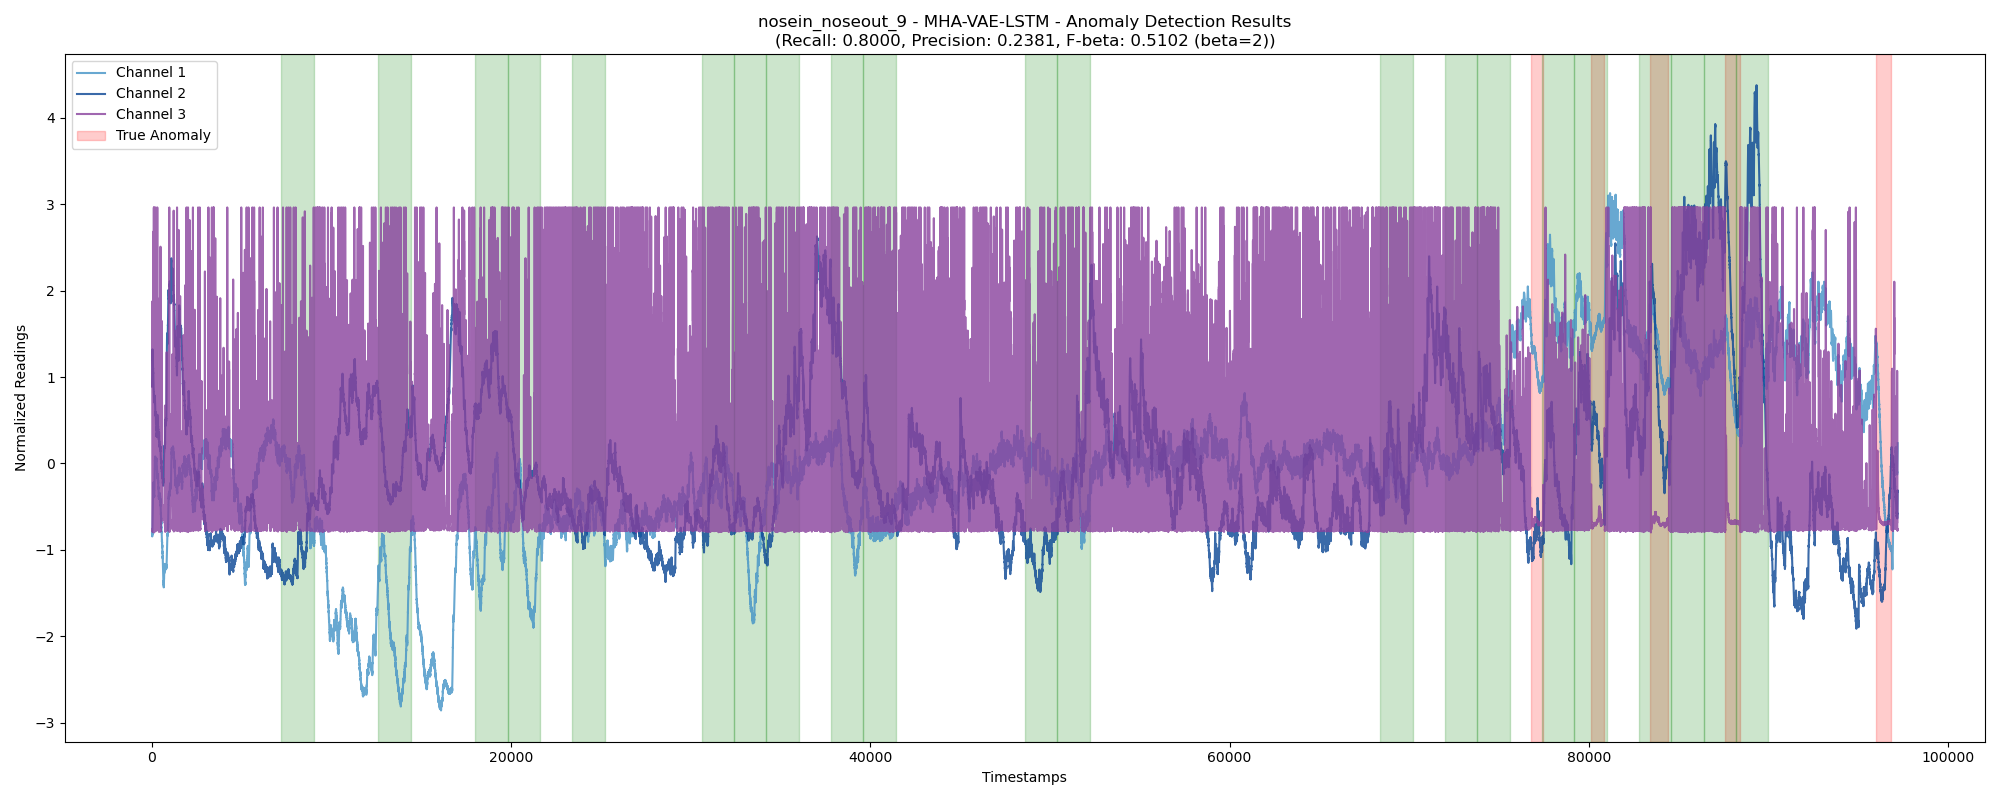 nosein_noseout_9 - MHA-VAE-LSTM - Anomaly Detection Results
(Recall: 0.8000, Precision: 0.2381, F-beta: 0.5102 (beta=2))
Channel 1
Channel 2
Channel 3
True Anomaly
Normalized Readings
4
3
2
1
0
−1
−2
−3
0
20000
40000
60000
80000
100000
Timestamps